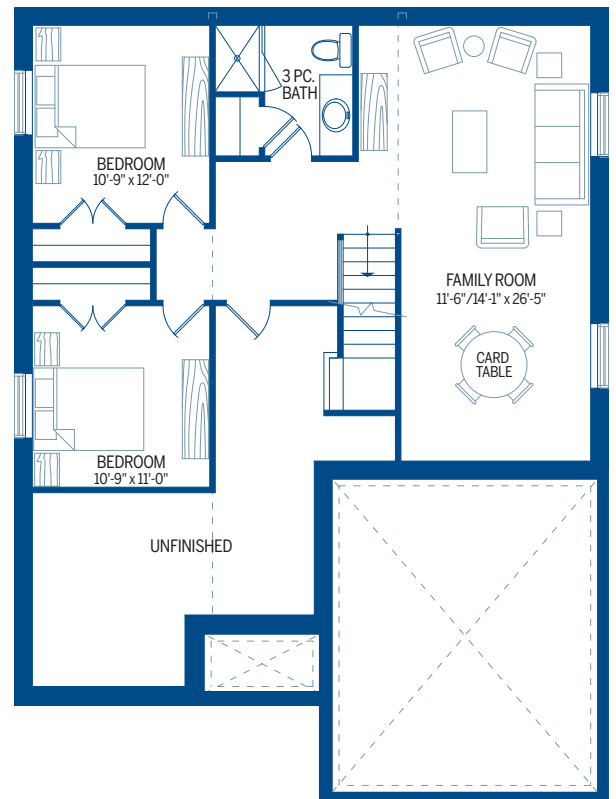 3 PC.
BATH
BEDROOM
10'-9" x 12'-0"
FAMILY ROOM
11'-6"/14'-1" x 26'-5"
CARD
TABLE
BEDROOM
10'-9" x 11'-0"
UNFINISHED